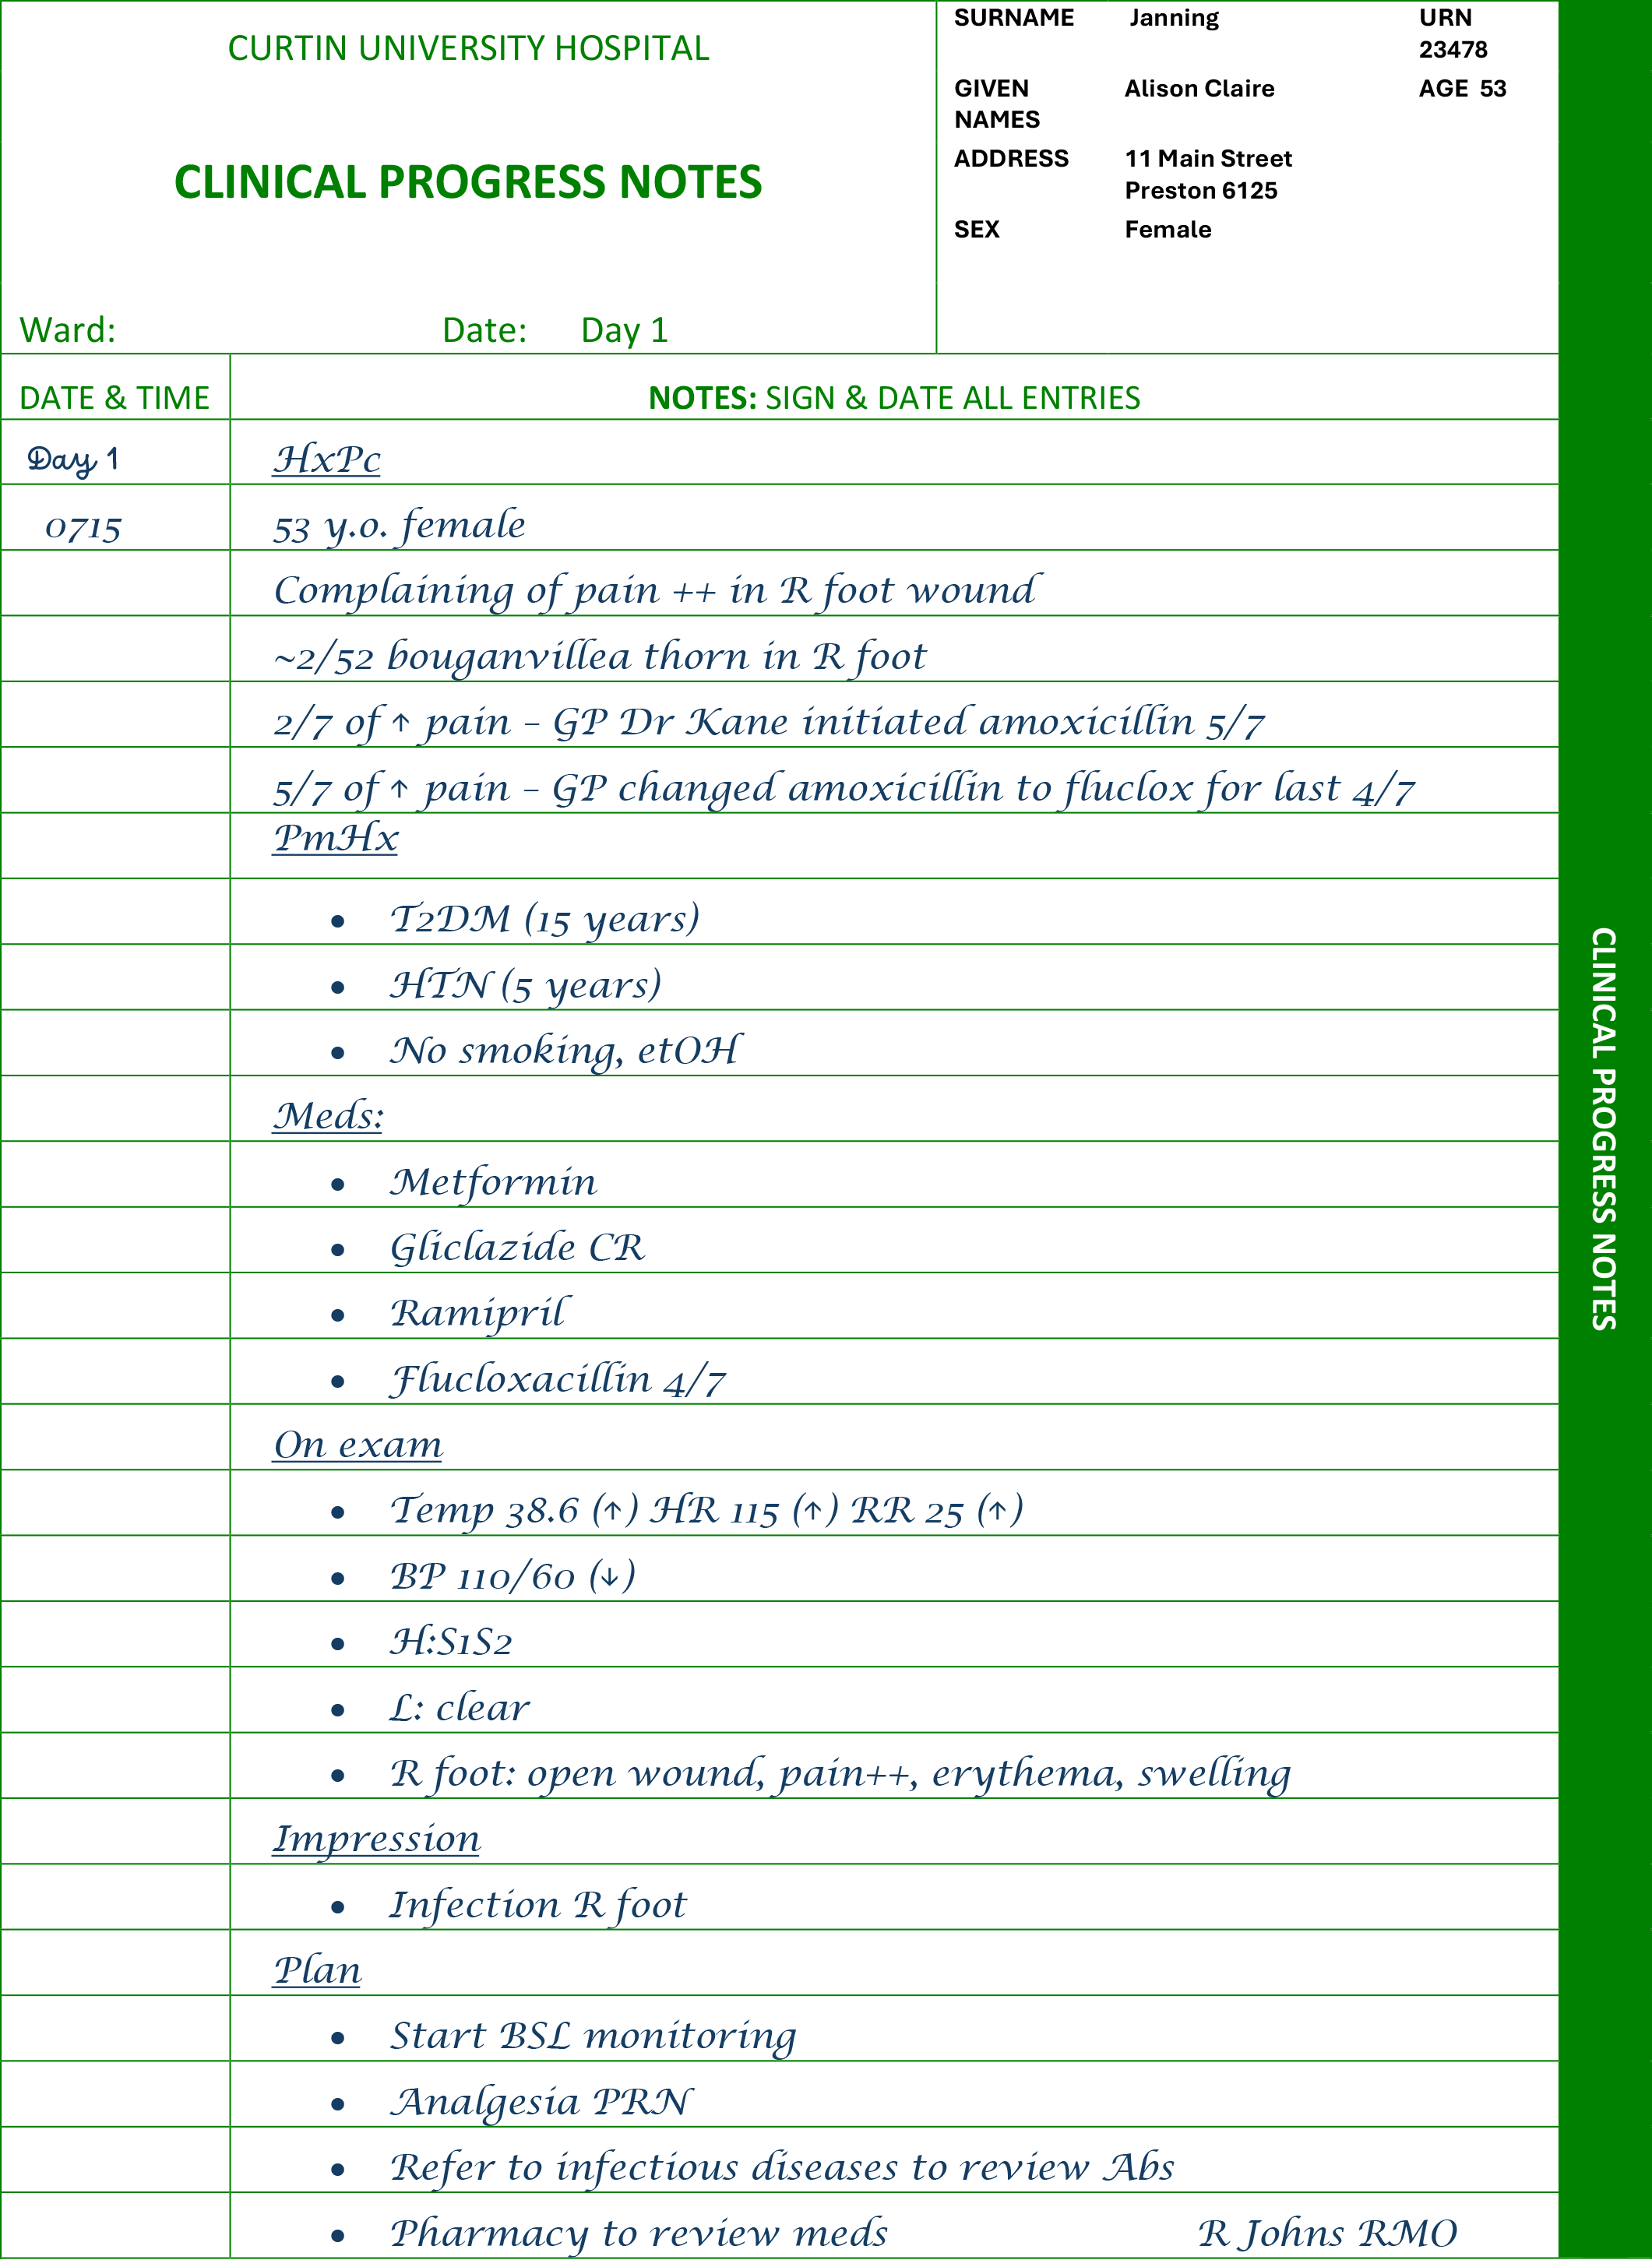 CURTIN UNIVERSITY HOSPITAL
CLINICAL PROGRESS NOTES
Ward: Date: Day 1
SURNAME Janning URN
23478
GIVEN Alison Claire AGE 53
NAMES
ADDRESS 11 Main Street
Preston 6125
SEX Female
DATE & TIME NOTES: SIGN & DATE ALL ENTRIES
Day 1 HxPc
0715 53 y.o. female
Complaining of pain ++ in R foot wound
~2/52 bouganvillea thorn in R foot
2/7 of ↑ pain – GP Dr Kane initiated amoxicillin 5/7
5/7 of ↑ pain – GP changed amoxicillin to fluclox for last 4/7
PmHx
• T2DM (15 years)
• HTN (5 years)
• No smoking, etOH
Meds:
• Metformin
• Gliclazide CR
• Ramipril
• Flucloxacillin 4/7
On exam
• Temp 38.6 (↑) HR 115 (↑) RR 25 (↑)
• BP 110/60 (↓)
• H:S1S2
• L: clear
• R foot: open wound, pain++, erythema, swelling
Impression
• Infection R foot
Plan
• Start BSL monitoring
• Analgesia PRN
• Refer to infectious diseases to review Abs
• Pharmacy to review meds R Johns RMO
CLINICAL PROGRESS NOTES